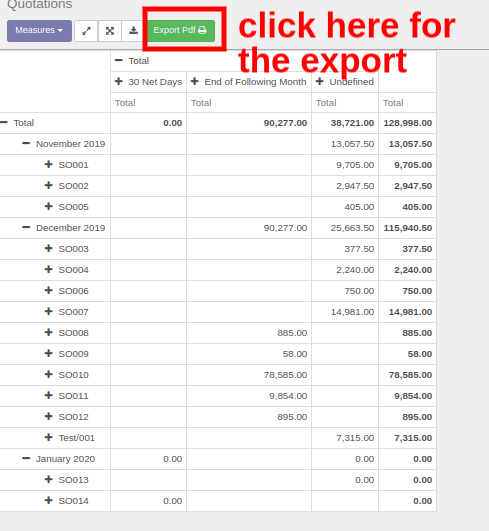 Quotations
Measures Export Pdf click here for
the export
Total
30 Net Days End of Following Month Undefined
Total Total Total Total
Total 0.00 90,277.00 38,721.00 128,998.00
November 2019 13,057.50 13,057.50
SO001 9,705.00 9,705.00
SO002 2,947.50 2,947.50
SO005 405.00 405.00
December 2019 90,277.00 25,663.50 115,940.50
SO003 377.50 377.50
SO004 2,240.00 2,240.00
SO006 750.00 750.00
SO007 14,981.00 14,981.00
SO008 885.00 885.00
SO009 58.00 58.00
SO010 78,585.00 78,585.00
SO011 9,854.00 9,854.00
SO012 895.00 895.00
Test/001 7,315.00 7,315.00
January 2020 0.00 0.00 0.00
SO013 0.00 0.00
SO014 0.00 0.00